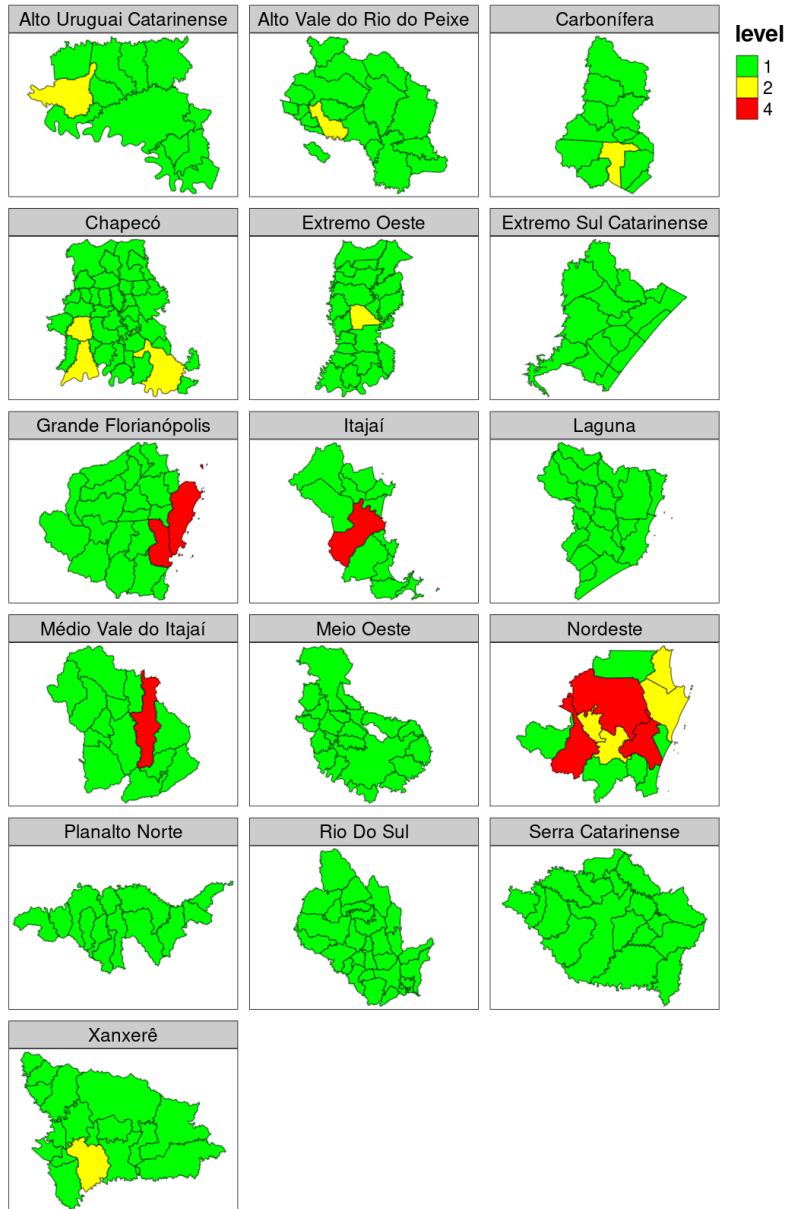 Alto Uruguai Catarinense
Alto Vale do Rio do Peixe
Carbonífera
level
1
2
4
Chapecó
Extremo Oeste
Extremo Sul Catarinense
Grande Florianópolis
Itajaí
Laguna
Médio Vale do Itajaí
Meio Oeste
Nordeste
Planalto Norte
Rio Do Sul
Serra Catarinense
Xanxerê